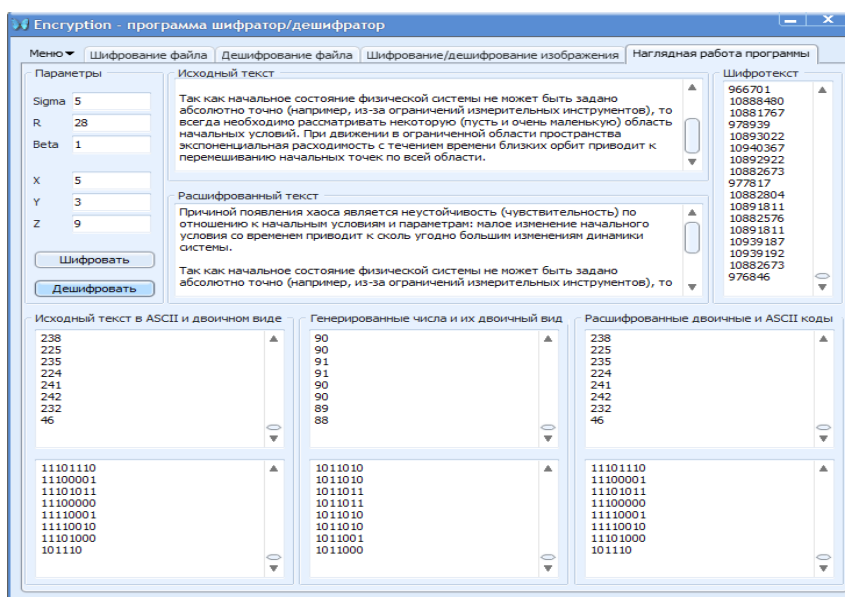 Encryption - программа шифратор/дешифратор
Меню Шифрование файла Дешифрование файла Шифрование/дешифрование изображения Наглядная работа программы
Параметры
Sigma 5
R 28
Beta 1
X 5
Y 3
Z 9
Шифровать
Дешифровать
Исходный текст
Так как начальное состояние физической системы не может быть задано
абсолютно точно (например, из-за ограничений измерительных инструментов), то
всегда необходимо рассматривать некоторую (пусть и очень маленькую) область
начальных условий. При движении в ограниченной области пространства
экспоненциальная расходимость с течением времени близких орбит приводит к
перемешиванию начальных точек по всей области.
Расшифрованный текст
Причиной появления хаоса является неустойчивость (чувствительность) по
отношению к начальным условиям и параметрам: малое изменение начального
условия со временем приводит к сколь угодно большим изменениям динамики
системы.
Так как начальное состояние физической системы не может быть задано
абсолютно точно (например, из-за ограничений измерительных инструментов), то
Шифротекст
966701
10888480
10881767
978939
10893022
10940367
10892922
10882673
977817
10882804
10891811
10882576
10891811
10939187
10939192
10882673
976846
Исходный текст в ASCII и двоичном виде
238
225
235
224
241
242
232
46
11101110
11100001
11101011
11100000
11110001
11110010
11101000
101110
Генерированные числа и их двоичный вид
90
90
91
91
90
90
89
88
1011010
1011010
1011011
1011011
1011010
1011010
1011001
1011000
Расшифрованные двоичные и ASCII коды
238
225
235
224
241
242
232
46
11101110
11100001
11101011
11100000
11110001
11110010
11101000
101110